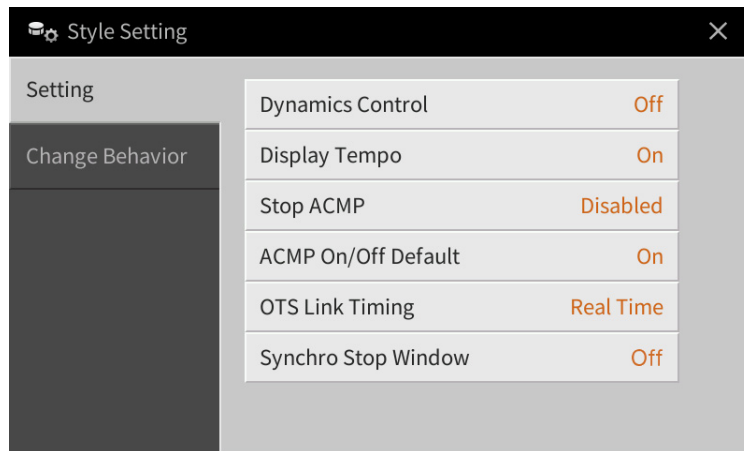 Style Setting
Setting
Change Behavior
Dynamics Control Off
Display Tempo On
Stop ACMP Disabled
ACMP On/Off Default On
OTS Link Timing Real Time
Synchro Stop Window Off